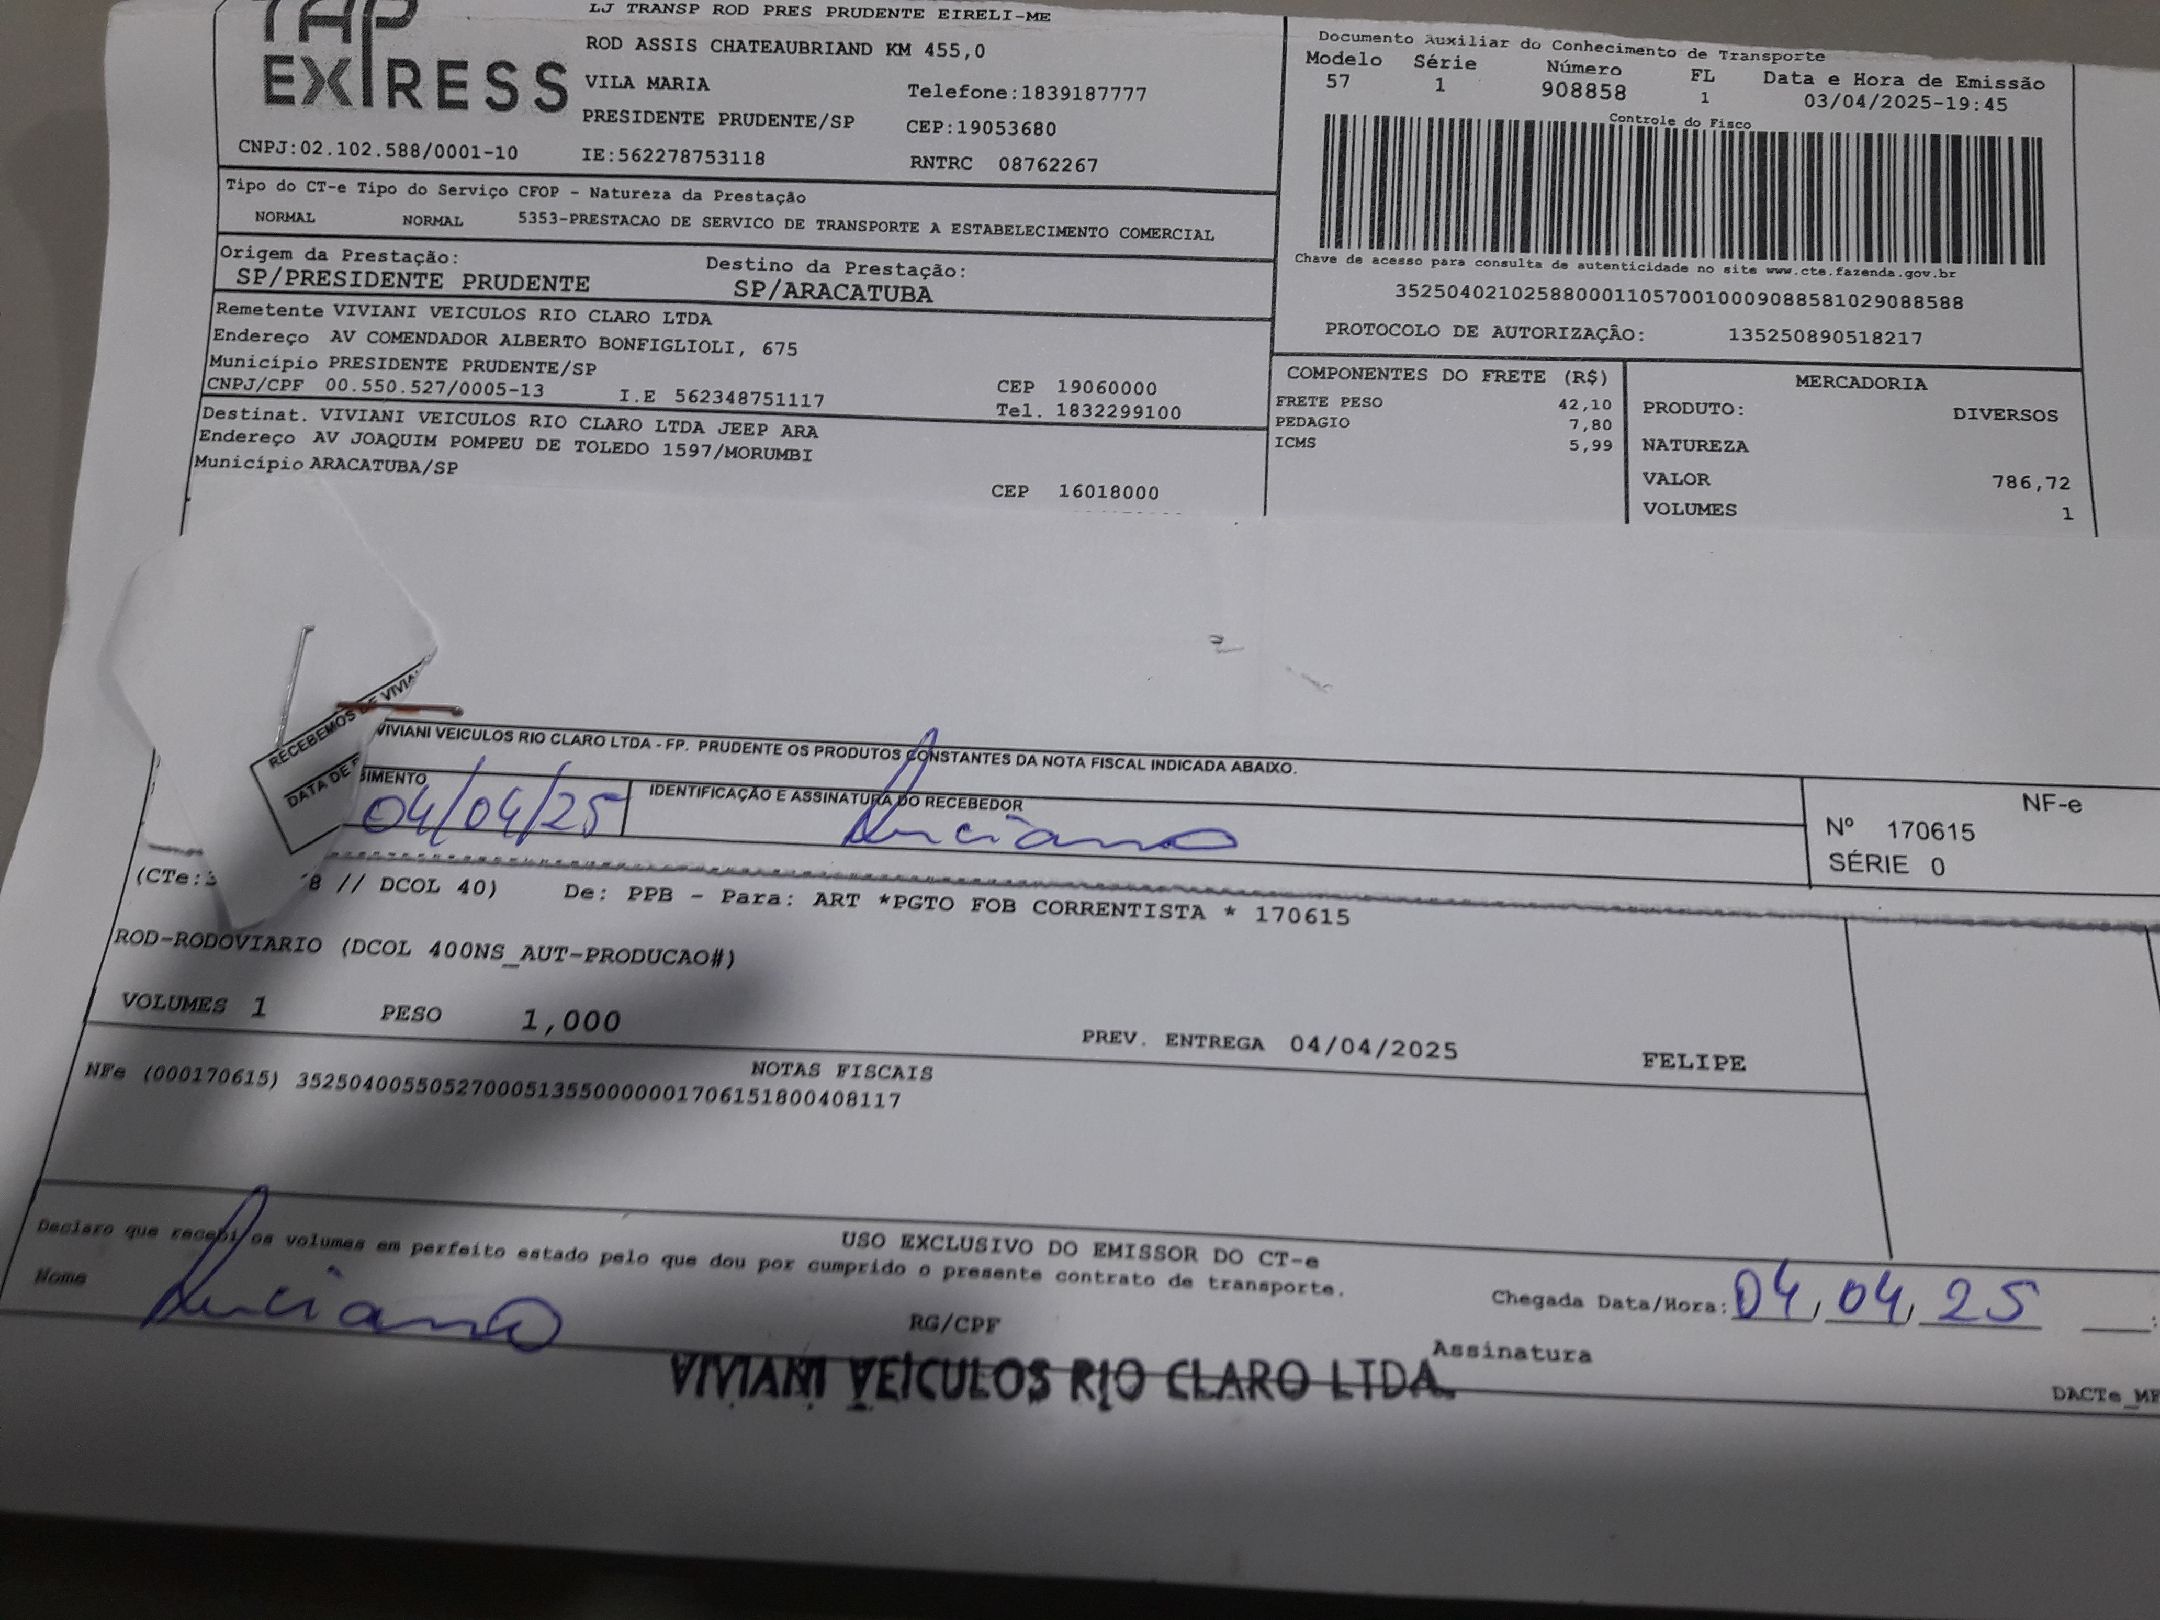 TAP
EXPRESS
LJ TRANSP ROD PRES PRUDENTE EIRELI-ME
ROD ASSIS CHATEAUBRIAND KM 455,0
VILA MARIA Telefone:1839187777
PRESIDENTE PRUDENTE/SP CEP:19053680
CNPJ:02.102.588/0001-10 IE:562278753118 RNTRC 08762267
Documento Auxiliar do Conhecimento de Transporte
Modelo Série Número FL Data e Hora de Emissão
57 1 908858 1 03/04/2025-19:45
Controle do Fisco
Chave de acesso para consulta de autenticidade no site www.cte.fazenda.gov.br
35250402102588000110570010009088581029088588
PROTOCOLO DE AUTORIZAÇÃO: 135250890518217
Tipo do CT-e Tipo do Serviço CFOP - Natureza da Prestação
NORMAL NORMAL 5353-PRESTACAO DE SERVICO DE TRANSPORTE A ESTABELECIMENTO COMERCIAL
Origem da Prestação: Destino da Prestação:
SP/PRESIDENTE PRUDENTE SP/ARACATUBA
Remetente VIVIANI VEICULOS RIO CLARO LTDA
Endereço AV COMENDADOR ALBERTO BONFIGLIOLI, 675
Município PRESIDENTE PRUDENTE/SP CEP 19060000
CNPJ/CPF 00.550.527/0005-13 I.E 562348751117 Tel. 1832299100
Destinat. VIVIANI VEICULOS RIO CLARO LTDA JEEP ARA
Endereço AV JOAQUIM POMPEU DE TOLEDO 1597/MORUMBI
Município ARACATUBA/SP CEP 16018000
COMPONENTES DO FRETE (R$)
FRETE PESO 42,10
PEDAGIO 7,80
ICMS 5,99
MERCADORIA
PRODUTO: DIVERSOS
NATUREZA
VALOR 786,72
VOLUMES 1
RECEBEMOS DE VIVIA
DATA DE
VIVIANI VEICULOS RIO CLARO LTDA - FP. PRUDENTE OS PRODUTOS CONSTANTES DA NOTA FISCAL INDICADA ABAIXO.
BIMENTO IDENTIFICAÇÃO E ASSINATURA DO RECEBEDOR
04/04/25 Luciano
NF-e
Nº 170615
SÉRIE 0
(CTe: 8 // DCOL 40) De: PPB - Para: ART *PGTO FOB CORRENTISTA * 170615
ROD-RODOVIARIO (DCOL 400NS_AUT-PRODUCAO#)
VOLUMES 1 PESO 1,000 PREV. ENTREGA 04/04/2025 FELIPE
NOTAS FISCAIS
NFe (000170615) 35250400550527000513550000001706151800408117
USO EXCLUSIVO DO EMISSOR DO CT-e
Declaro que recebi os volumes em perfeito estado pelo que dou por cumprido o presente contrato de transporte.
Nome Luciano RG/CPF Assinatura
Chegada Data/Hora: 04, 04, 25 :
VIVIANI VEÍCULOS RIO CLARO LTDA.
DACTe_MF